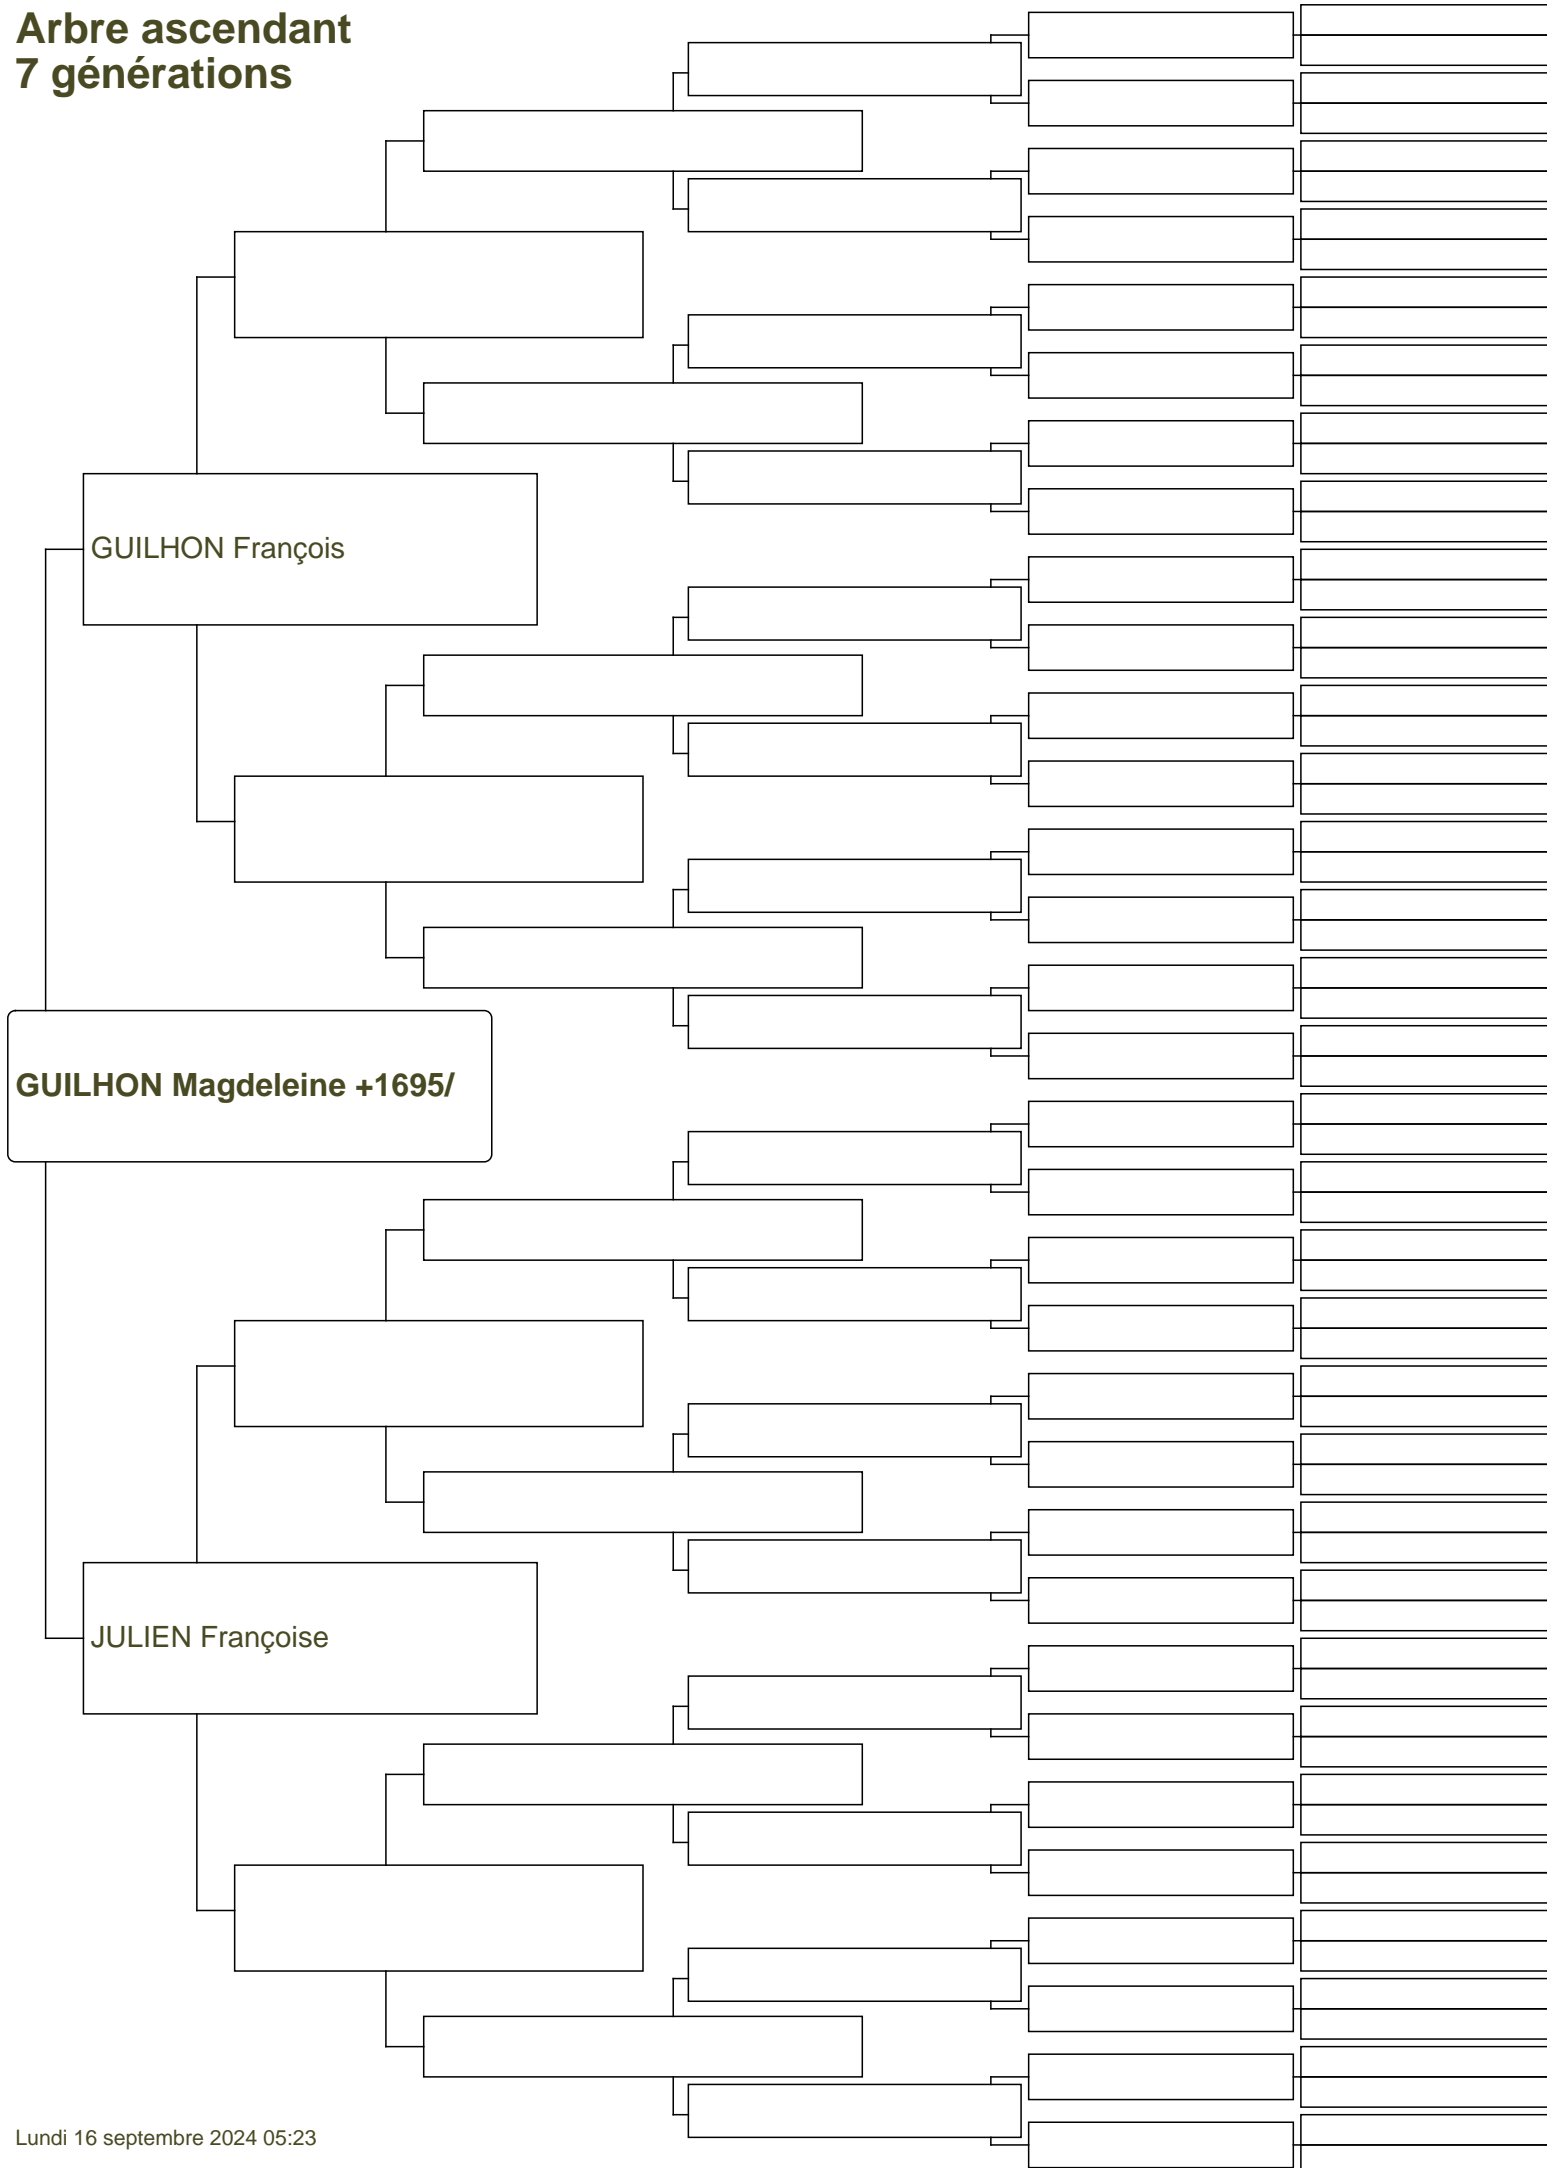 Arbre ascendant
7 générations
GUILHON François
GUILHON Magdeleine +1695/
JULIEN Françoise
Lundi 16 septembre 2024 05:23